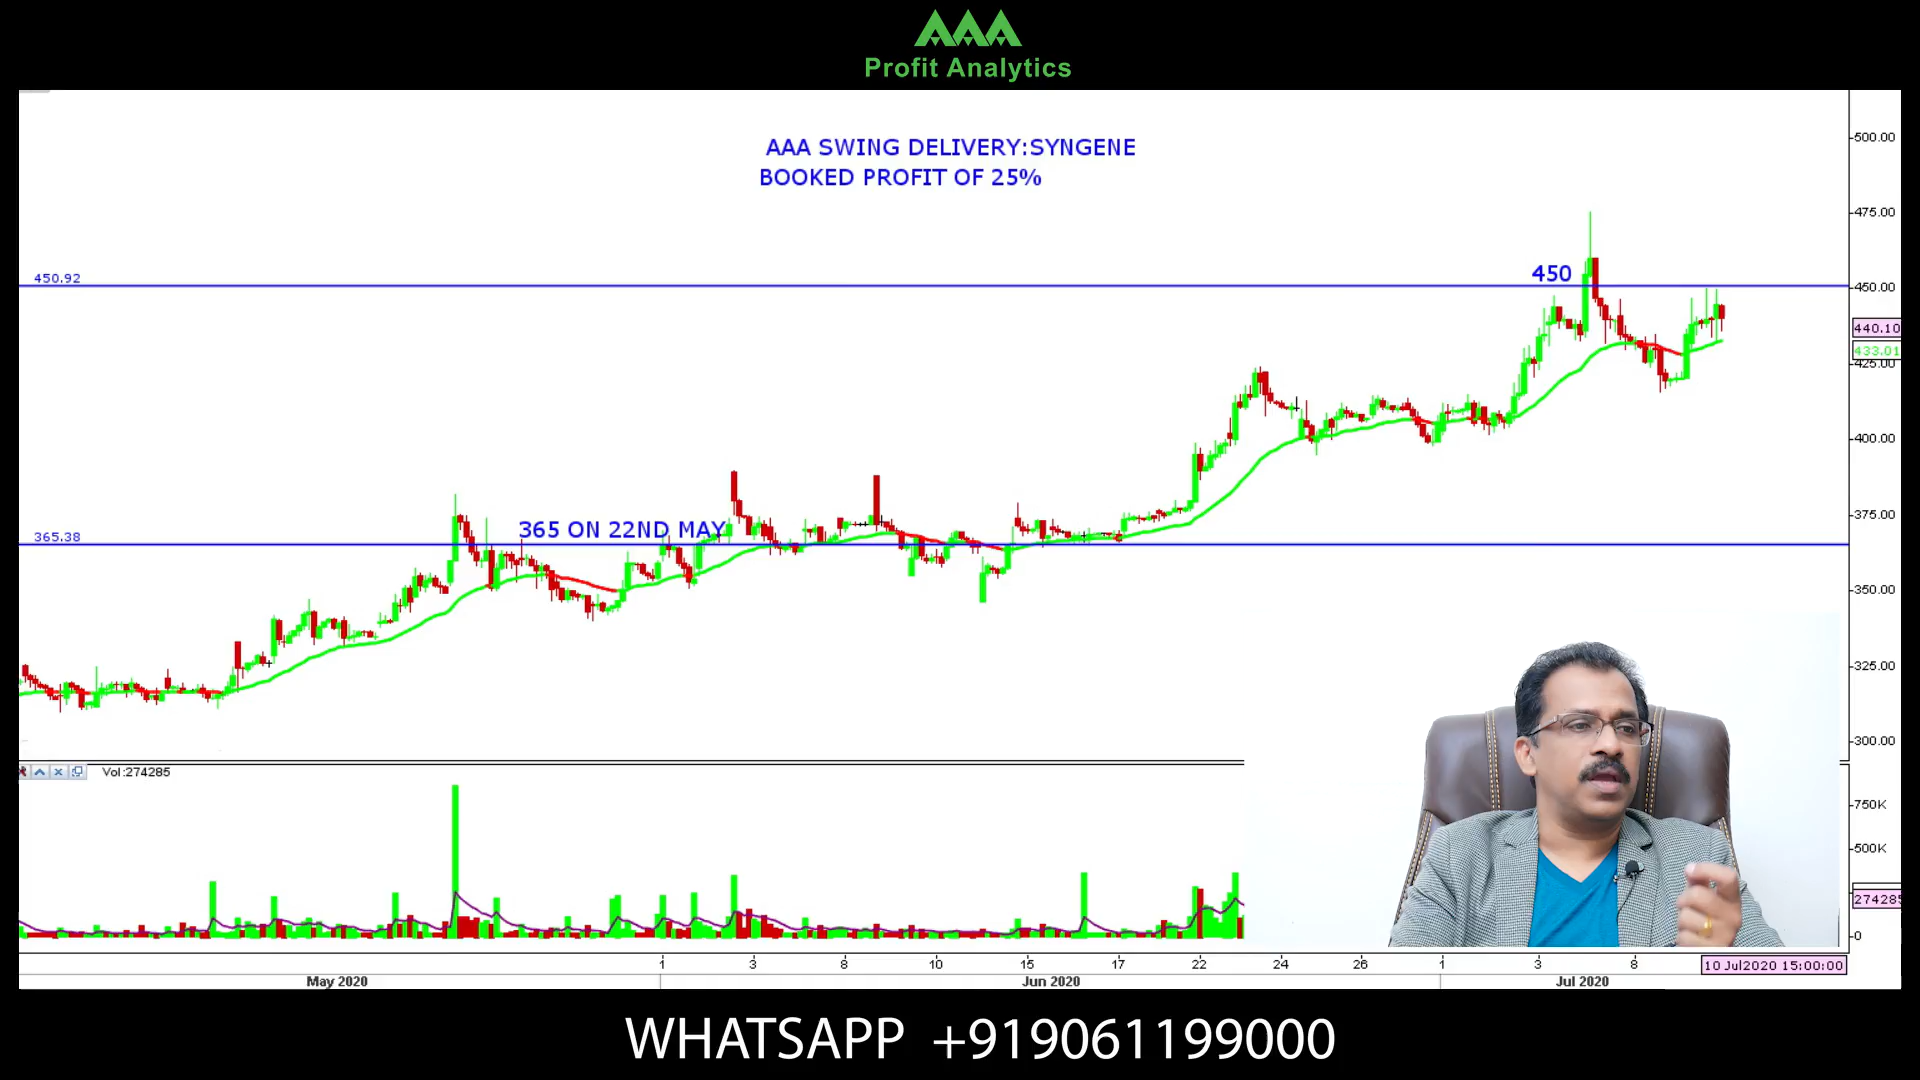 AAA
Profit Analytics
AAA SWING DELIVERY:SYNGENE
BOOKED PROFIT OF 25%
500.00
475.00
450.92
450
450.00
440.10
433.01
425.00
400.00
375.00
365 ON 22ND MAY
365.38
350.00
325.00
300.00
Vol:274285
750K
500K
274285
0
1 3 8 10 15 17 22 24 26 1 3 8 10 Jul2020 15:00:00
May 2020 Jun 2020 Jul 2020
WHATSAPP +919061199000